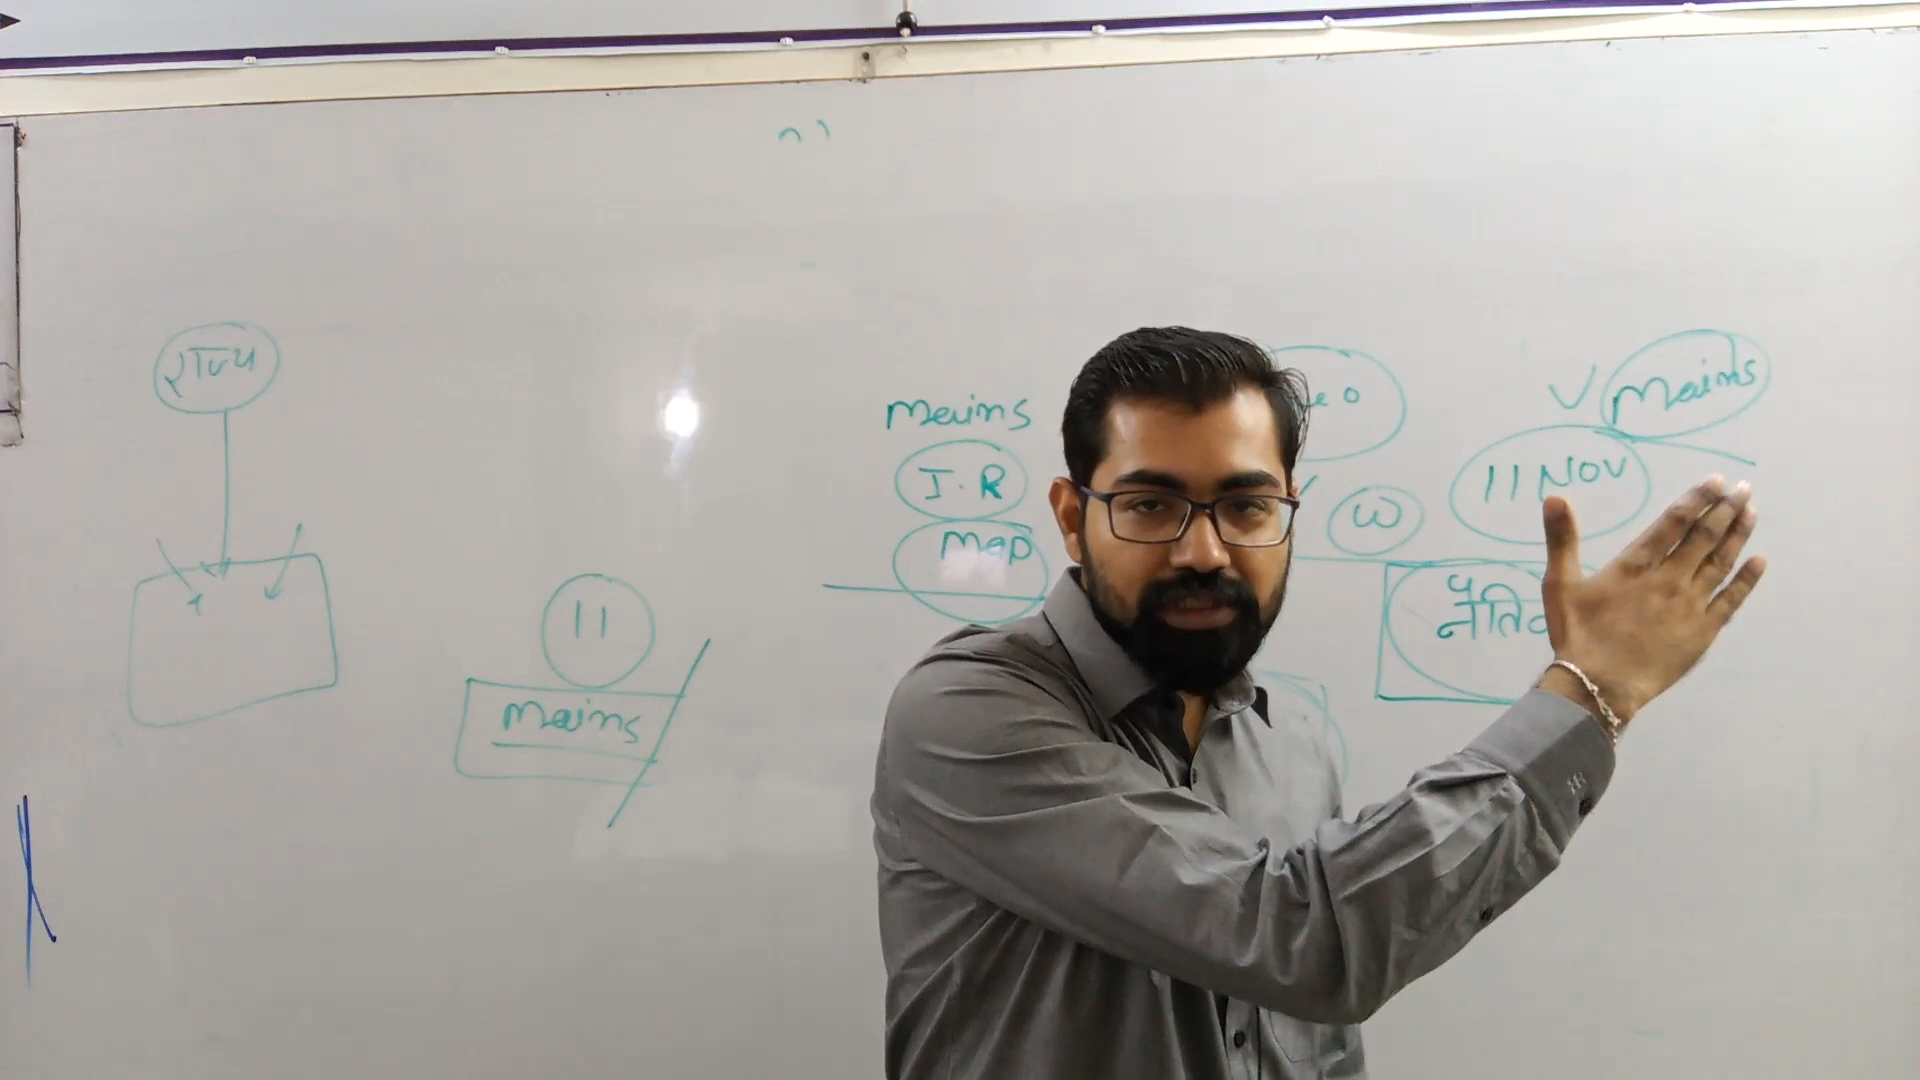 राज्य
11
Mains
Mains
I.R
Map
Mains
11 NOV